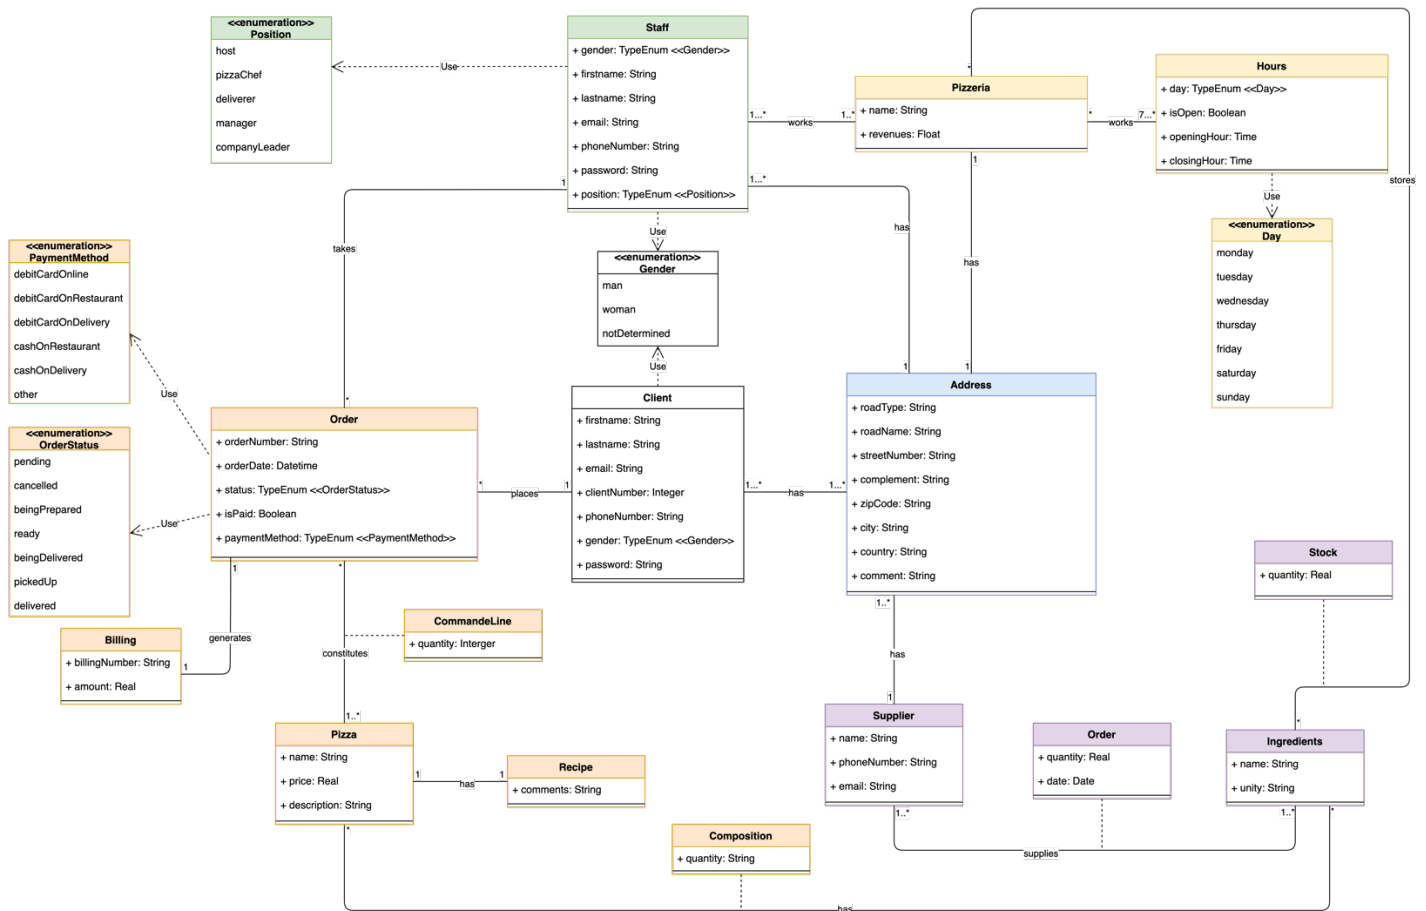 <<enumeration>>
Position
host
pizzaChef
deliverer
manager
companyLeader
Use
Staff
+ gender: TypeEnum <<Gender>>
+ firstname: String
+ lastname: String
+ email: String
+ phoneNumber: String
+ password: String
+ position: TypeEnum <<Position>>
1...*
works
1..*
Pizzeria
+ name: String
+ revenues: Float
*
*
works
7...*
Hours
+ day: TypeEnum <<Day>>
+ isOpen: Boolean
+ openingHour: Time
+ closingHour: Time
stores
Use
<<enumeration>>
Day
monday
tuesday
wednesday
thursday
friday
saturday
sunday
1
takes
*
1...*
has
1
1
has
1
Use
<<enumeration>>
Gender
man
woman
notDetermined
Use
<<enumeration>>
PaymentMethod
debitCardOnline
debitCardOnRestaurant
debitCardOnDelivery
cashOnRestaurant
cashOnDelivery
other
Use
<<enumeration>>
OrderStatus
pending
cancelled
beingPrepared
ready
beingDelivered
pickedUp
delivered
Use
Order
+ orderNumber: String
+ orderDate: Datetime
+ status: TypeEnum <<OrderStatus>>
+ isPaid: Boolean
+ paymentMethod: TypeEnum <<PaymentMethod>>
*
places
1
Client
+ firstname: String
+ lastname: String
+ email: String
+ clientNumber: Integer
+ phoneNumber: String
+ gender: TypeEnum <<Gender>>
+ password: String
1...*
has
1...*
Address
+ roadType: String
+ roadName: String
+ streetNumber: String
+ complement: String
+ zipCode: String
+ city: String
+ country: String
+ comment: String
Stock
+ quantity: Real
1
generates
1
Billing
+ billingNumber: String
+ amount: Real
*
constitutes
1..*
CommandeLine
+ quantity: Interger
1..*
has
1
Pizza
+ name: String
+ price: Real
+ description: String
1
has
1
Recipe
+ comments: String
Supplier
+ name: String
+ phoneNumber: String
+ email: String
Order
+ quantity: Real
+ date: Date
*
Ingredients
+ name: String
+ unity: String
1..*
supplies
1..*
*
*
Composition
+ quantity: String
has